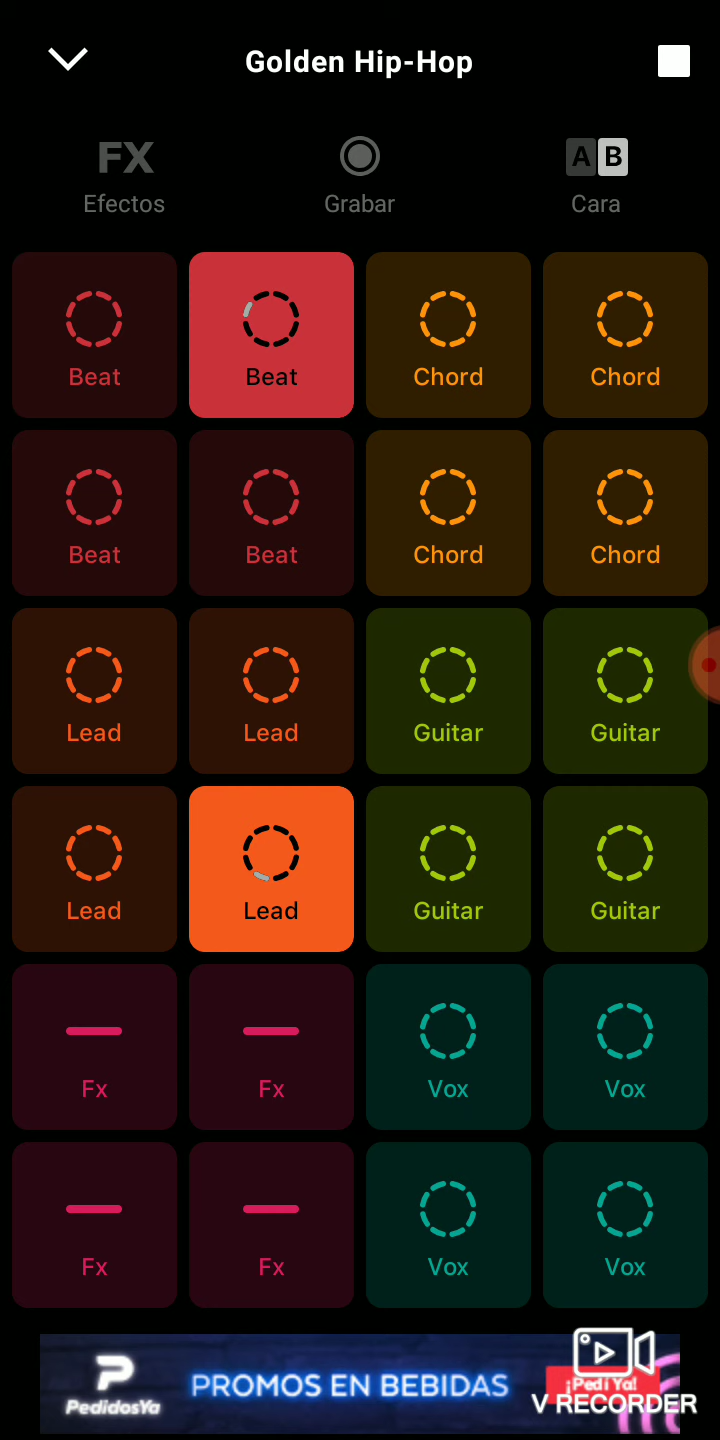 Golden Hip-Hop
FX
Efectos
Grabar
A B
Cara
Beat Beat Chord Chord
Beat Beat Chord Chord
Lead Lead Guitar Guitar
Lead Lead Guitar Guitar
Fx Fx Vox Vox
Fx Fx Vox Vox
PedidosYa
PROMOS EN BEBIDAS
¡Pedí Ya!
V RECORDER